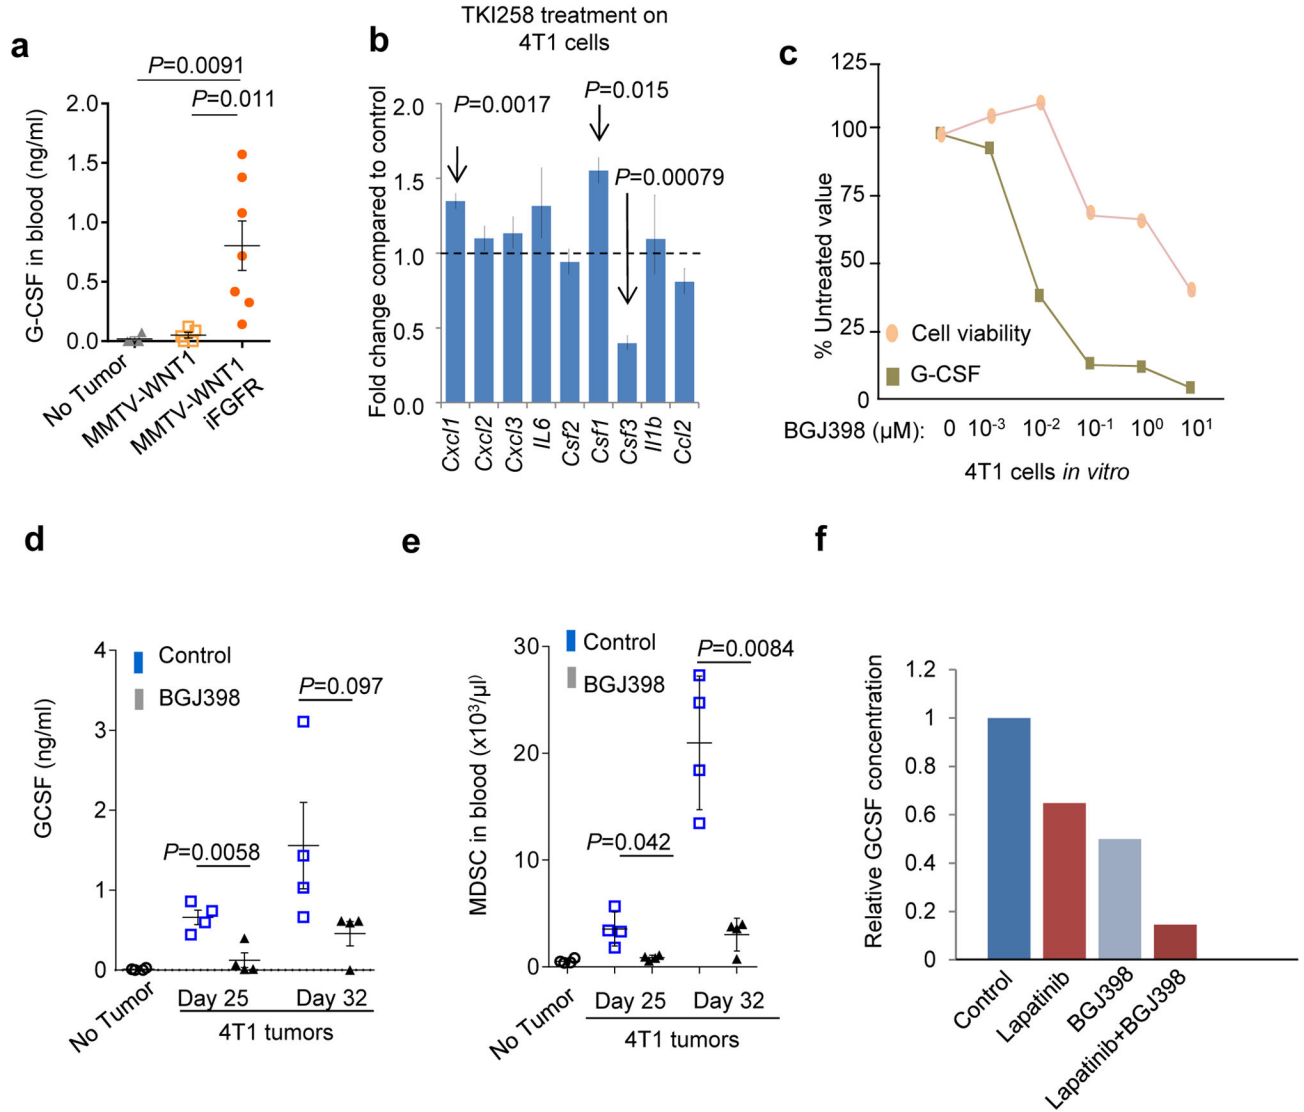 a
P=0.0091
P=0.011
G-CSF in blood (ng/ml)
2.0
1.5
1.0
0.5
0.0
No Tumor
MMTV-WNT1
MMTV-WNT1
iFGFR
b
TKI258 treatment on
4T1 cells
Fold change compared to control
2.0
1.5
1.0
0.5
0.0
P=0.0017
P=0.015
P=0.00079
Cxcl1
Cxcl2
Cxcl3
IL6
Csf2
Csf1
Csf3
Il1b
Ccl2
c
% Untreated value
125
100
75
50
25
0
Cell viability
G-CSF
BGJ398 (µM): 0 10⁻³ 10⁻² 10⁻¹ 10⁰ 10¹
4T1 cells in vitro
d
GCSF (ng/ml)
4
3
2
1
0
Control
BGJ398
P=0.097
P=0.0058
No Tumor
Day 25
Day 32
4T1 tumors
e
MDSC in blood (x10³/µl)
30
20
10
0
Control
BGJ398
P=0.0084
P=0.042
No Tumor
Day 25
Day 32
4T1 tumors
f
Relative GCSF concentration
1.2
1
0.8
0.6
0.4
0.2
0
Control
Lapatinib
BGJ398
Lapatinib+BGJ398